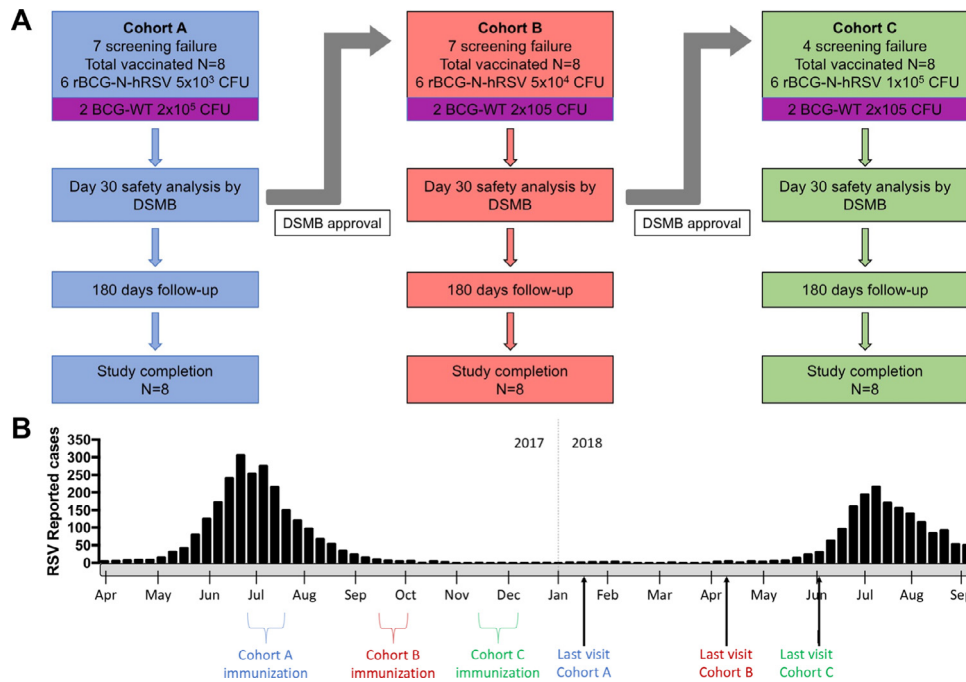 A
Cohort A
7 screening failure
Total vaccinated N=8
6 rBCG-N-hRSV 5x10³ CFU
2 BCG-WT 2x10⁵ CFU
Day 30 safety analysis by
DSMB
180 days follow-up
Study completion
N=8
DSMB approval
Cohort B
7 screening failure
Total vaccinated N=8
6 rBCG-N-hRSV 5x10⁴ CFU
2 BCG-WT 2x105 CFU
Day 30 safety analysis by
DSMB
180 days follow-up
Study completion
N=8
DSMB approval
Cohort C
4 screening failure
Total vaccinated N=8
6 rBCG-N-hRSV 1x10⁵ CFU
2 BCG-WT 2x105 CFU
Day 30 safety analysis by
DSMB
180 days follow-up
Study completion
N=8
B
RSV Reported cases
350
300
250
200
150
100
50
0
2017 2018
Apr May Jun Jul Aug Sep Oct Nov Dec Jan Feb Mar Apr May Jun Jul Aug Sep
Cohort A
immunization
Cohort B
immunization
Cohort C
immunization
Last visit
Cohort A
Last visit
Cohort B
Last visit
Cohort C